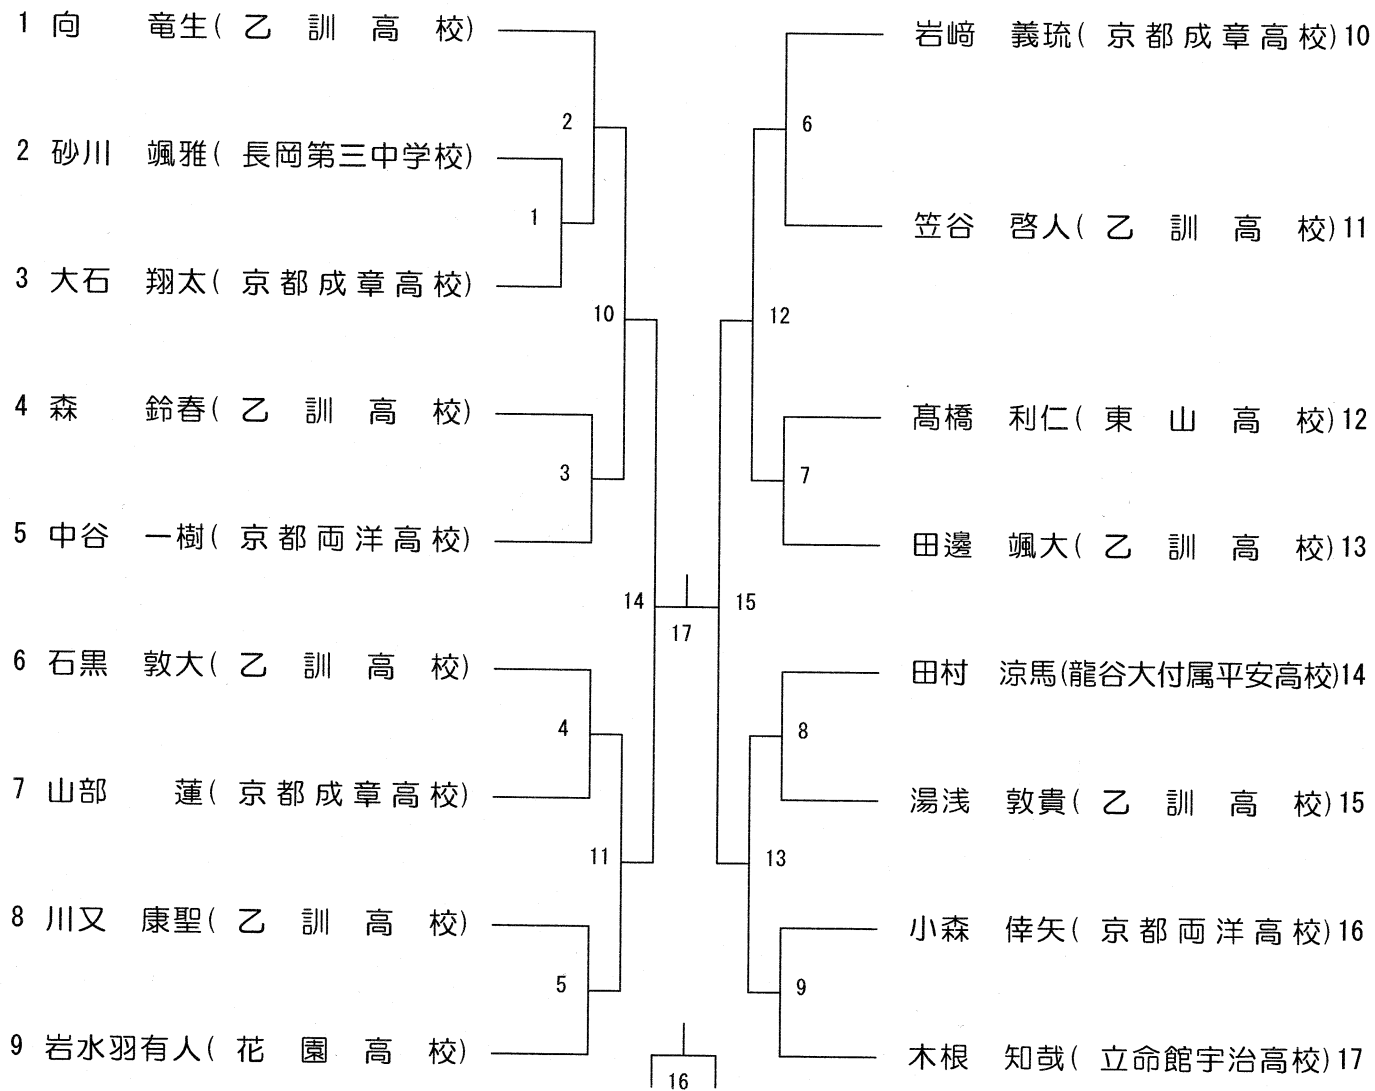 1 向 竜生( 乙 訓 高 校)
2 砂川 颯雅( 長岡第三中学校)
3 大石 翔太( 京都成章高校)
4 森 鈴春( 乙 訓 高 校)
5 中谷 一樹( 京都両洋高校)
6 石黒 敦大( 乙 訓 高 校)
7 山部 蓮( 京都成章高校)
8 川又 康聖( 乙 訓 高 校)
9 岩水羽有人( 花 園 高 校)
2
1
10
3
14
4
11
5
17
16
6
12
7
15
8
13
9
岩﨑 義琉( 京都成章高校)10
笠谷 啓人( 乙 訓 高 校)11
髙橋 利仁( 東 山 高 校)12
田邊 颯大( 乙 訓 高 校)13
田村 涼馬(龍谷大付属平安高校)14
湯浅 敦貴( 乙 訓 高 校)15
小森 倖矢( 京都両洋高校)16
木根 知哉( 立命館宇治高校)17